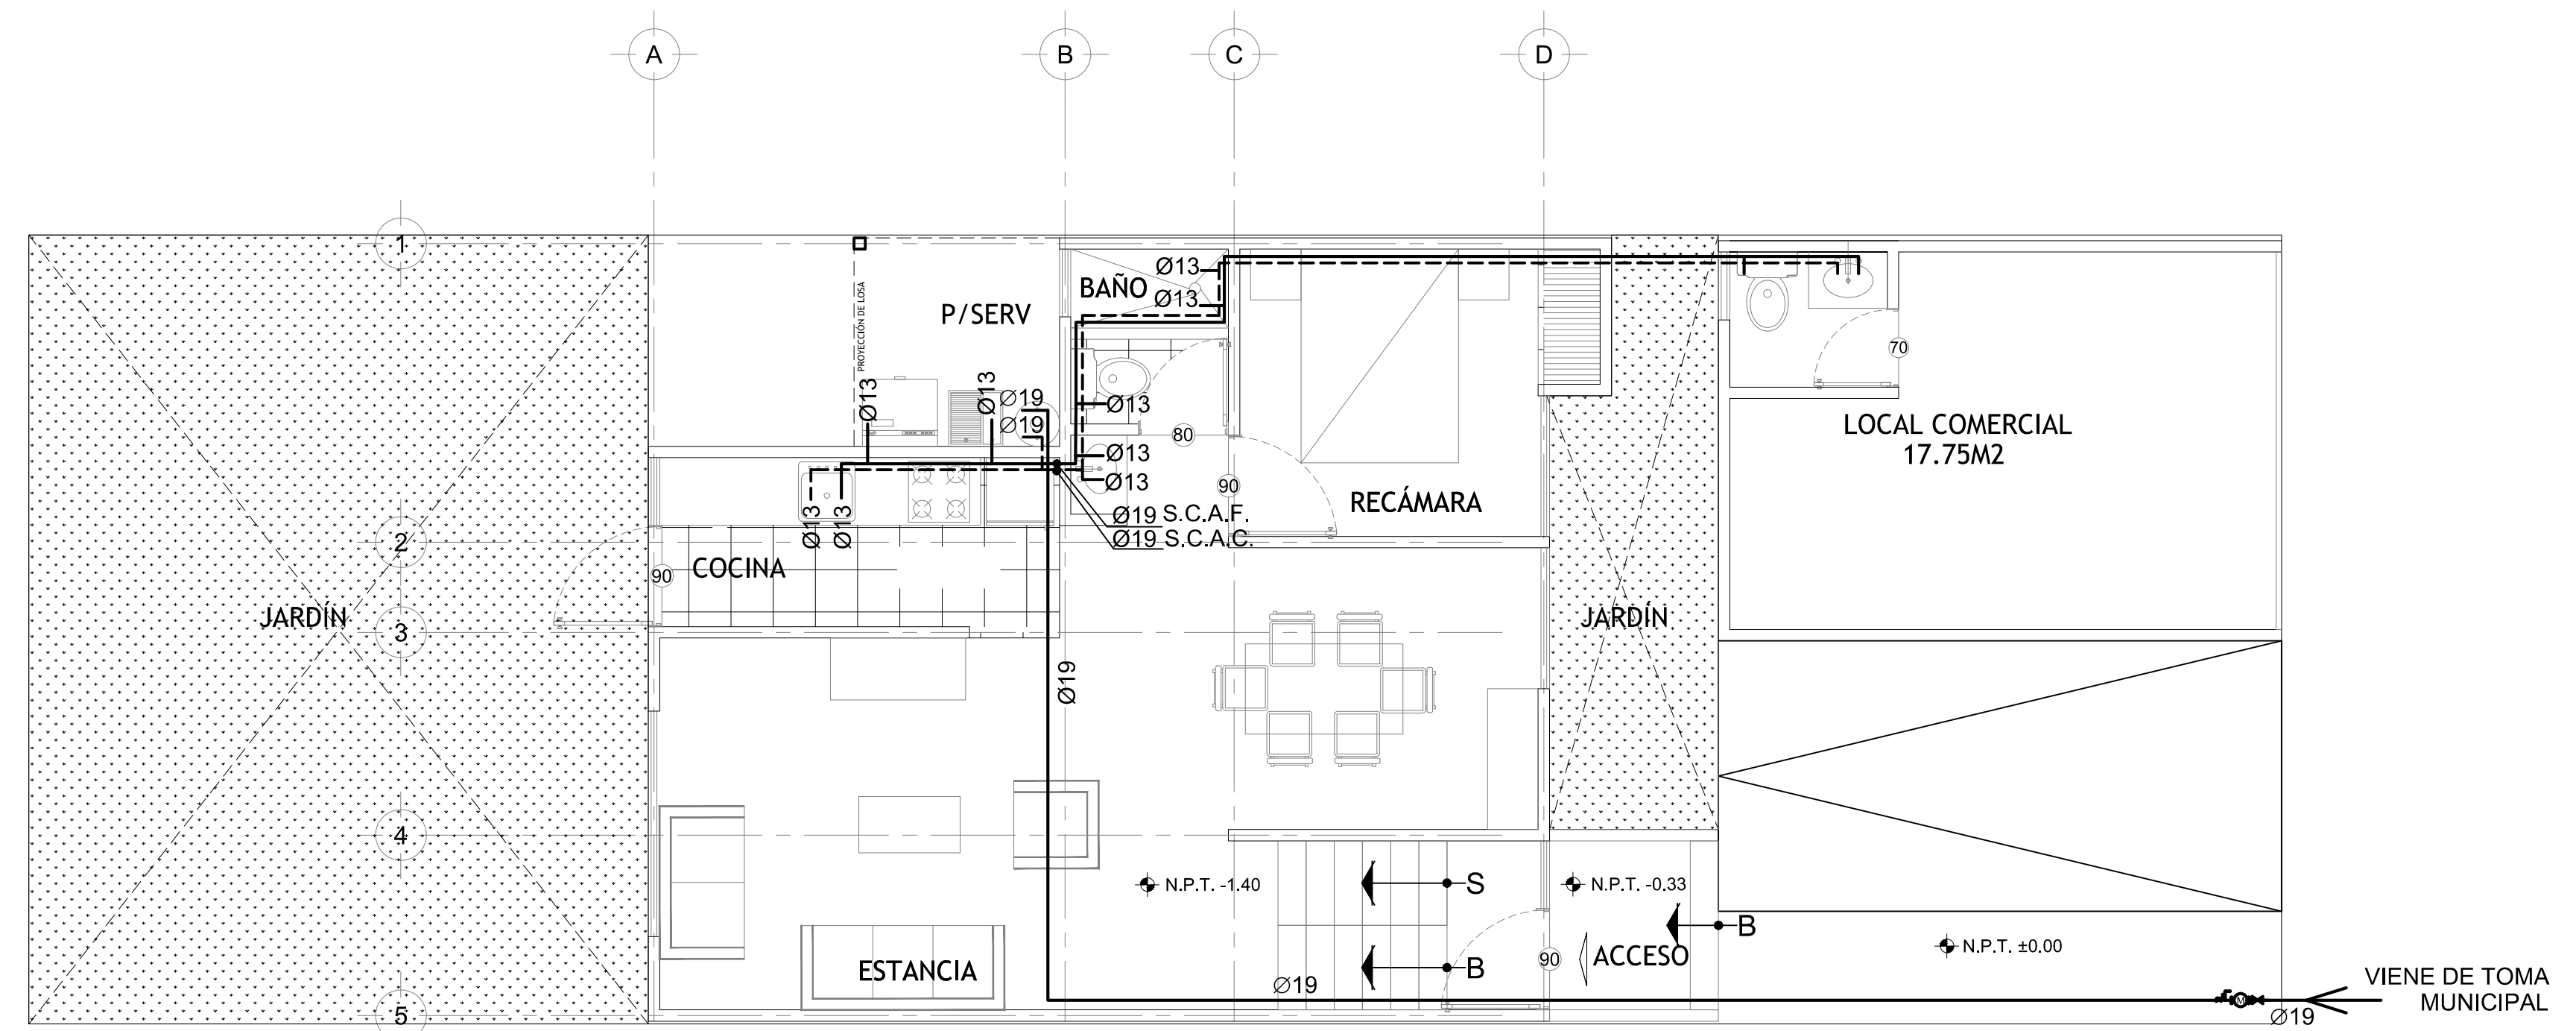 A
B
C
D
1
BAÑO
Ø13
Ø13
P/SERV
PROYECCIÓN DE LOSA
70
Ø13
Ø13
Ø19
Ø19
Ø13
80
LOCAL COMERCIAL
17.75M2
Ø13
Ø13
90
RECÁMARA
Ø19 S.C.A.F.
Ø19 S.C.A.C.
Ø13
Ø13
2
COCINA
90
JARDÍN
JARDÍN
3
Ø19
4
N.P.T. -1.40
S
N.P.T. -0.33
B
N.P.T. ±0.00
ESTANCIA
B
90
ACCESO
Ø19
VIENE DE TOMA
MUNICIPAL
M
Ø19
5